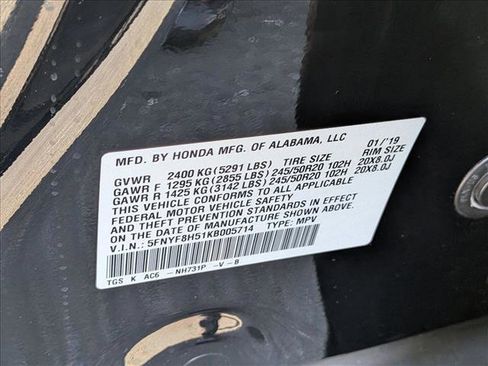 MFD. BY HONDA MFG. OF ALABAMA, LLC 01/'19
GVWR 2400 KG (5291 LBS) TIRE SIZE RIM SIZE
GAWR F 1295 KG (2855 LBS) 245/50R20 102H 20X8.0J
GAWR R 1425 KG (3142 LBS) 245/50R20 102H 20X8.0J
THIS VEHICLE CONFORMS TO ALL APPLICABLE
FEDERAL MOTOR VEHICLE SAFETY, BUMPER,
AND THEFT PREVENTION STANDARDS IN EFFECT
ON THE DATE OF MANUFACTURE SHOWN ABOVE.
V.I.N.: 5FNYF8H51KB005714 TYPE: MPV
TGS K AC6 -NH731P -V-B